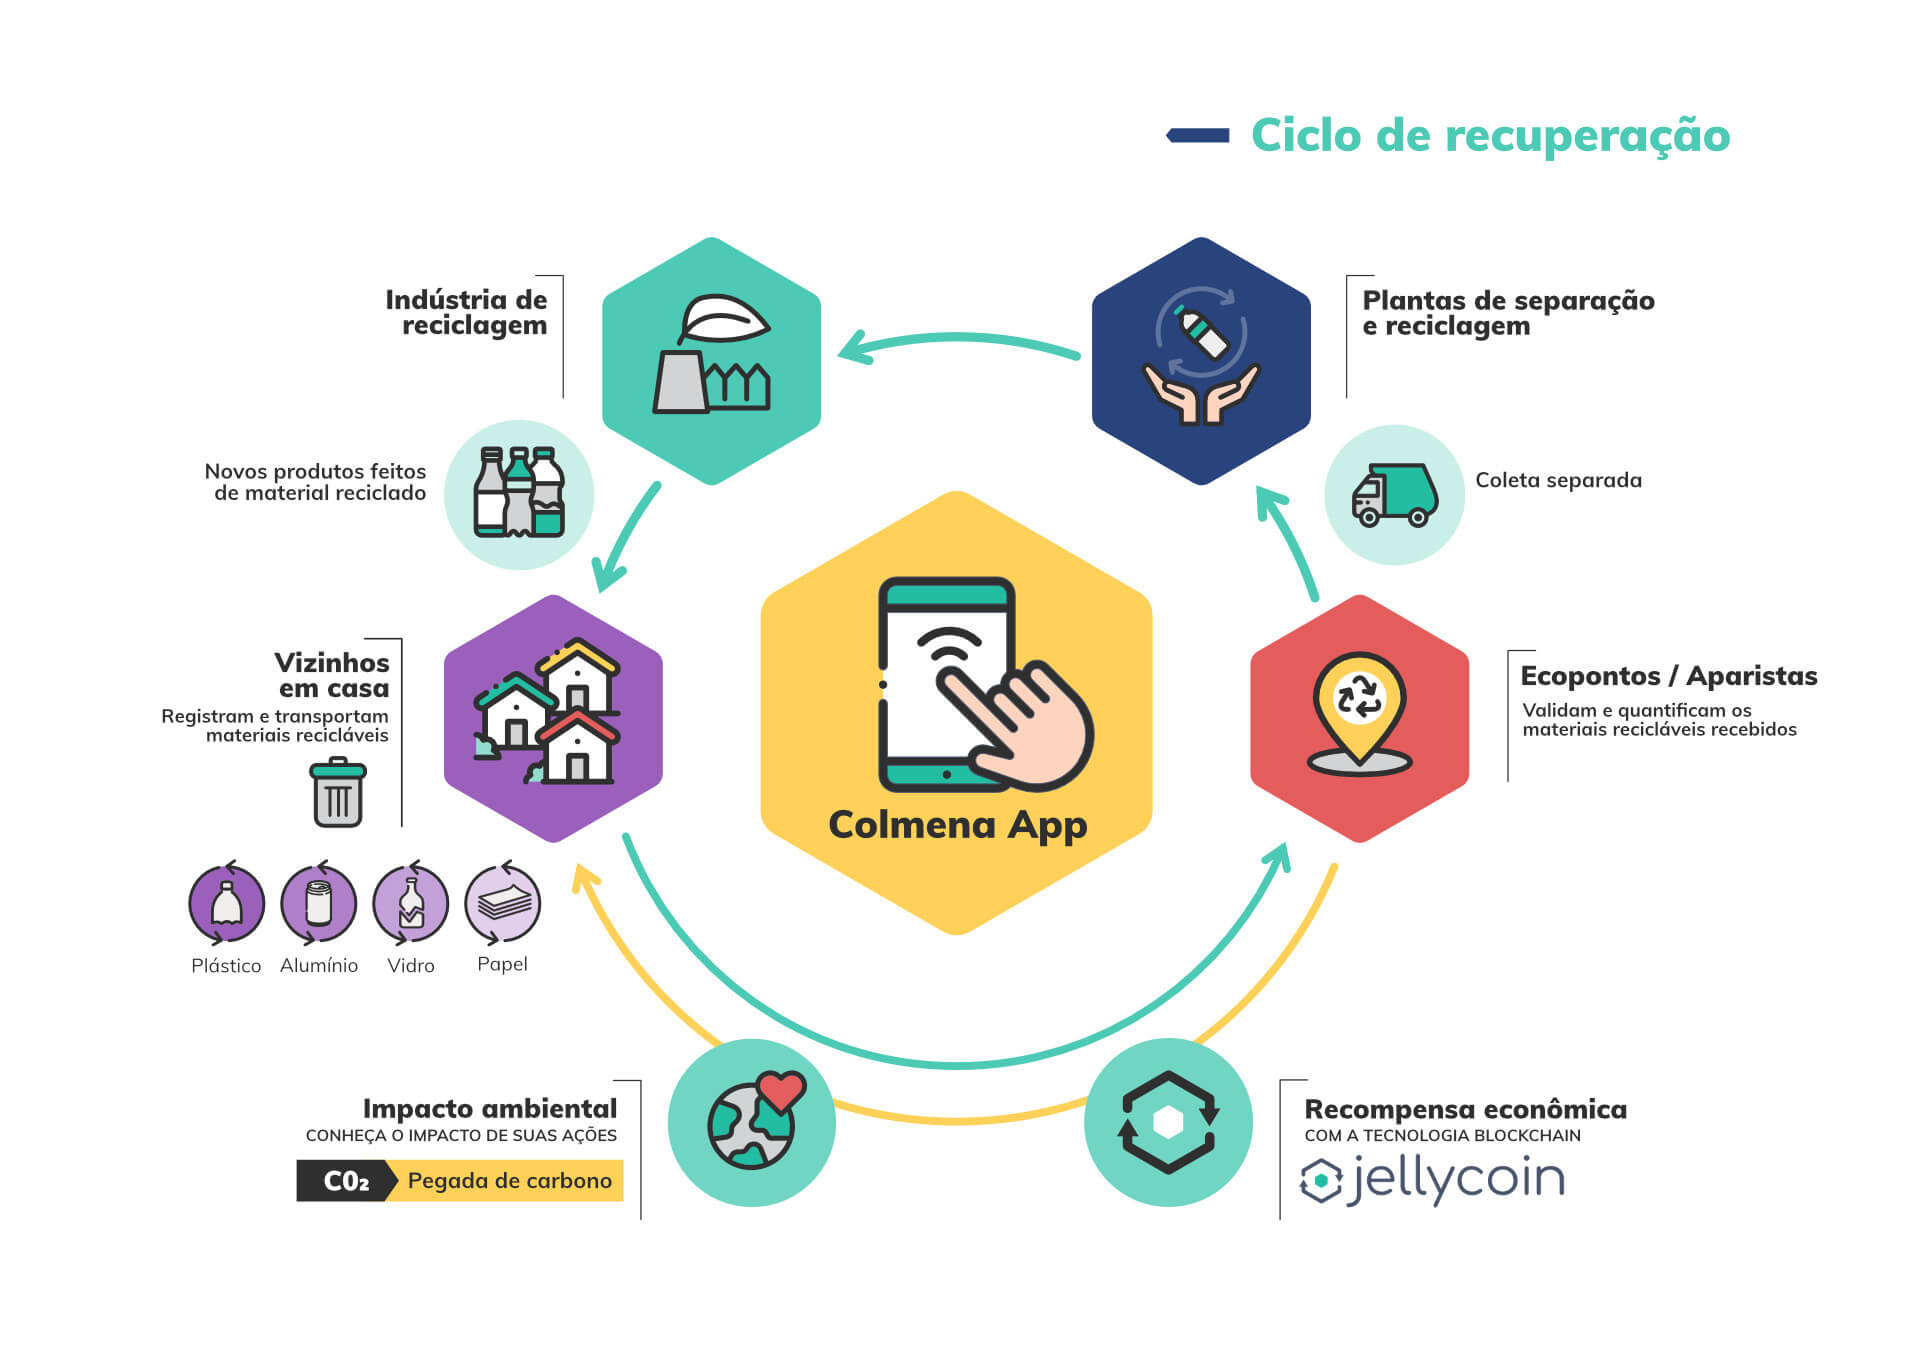 Ciclo de recuperação
Indústria de
reciclagem
Plantas de separação
e reciclagem
Novos produtos feitos
de material reciclado
Coleta separada
Vizinhos
em casa
Registram e transportam
materiais recicláveis
Colmena App
Ecopontos / Aparistas
Validam e quantificam os
materiais recicláveis recebidos
Plástico
Alumínio
Vidro
Papel
Impacto ambiental
CONHEÇA O IMPACTO DE SUAS AÇÕES
C0₂
Pegada de carbono
Recompensa econômica
COM A TECNOLOGIA BLOCKCHAIN
jellycoin